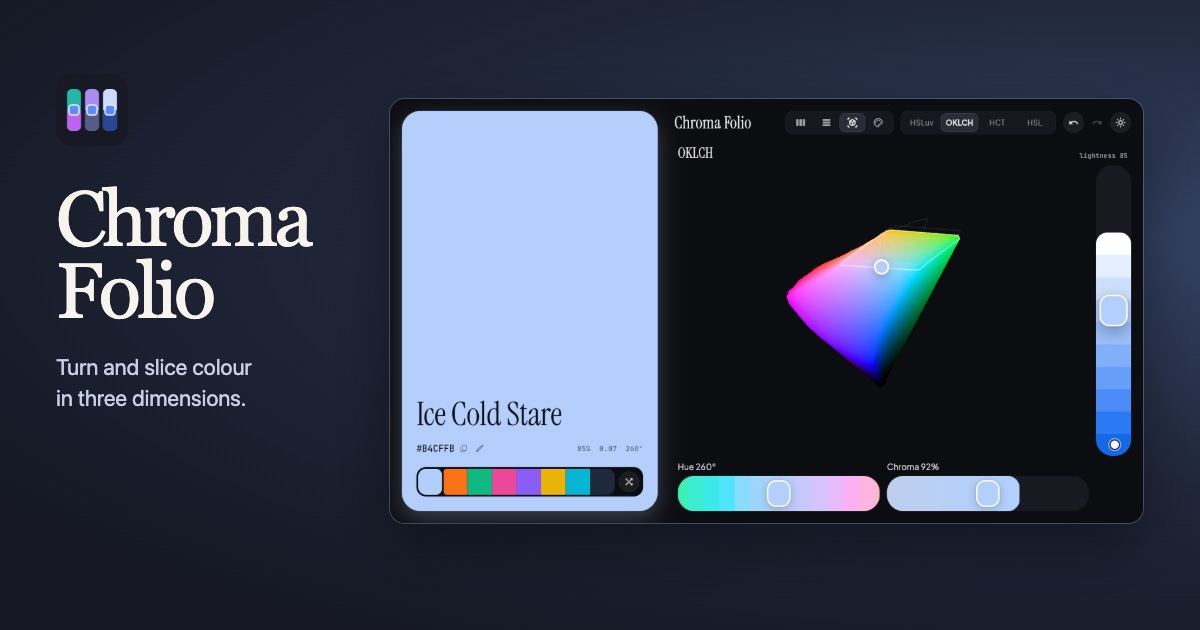 Chroma
Folio
Turn and slice colour
in three dimensions.
Ice Cold Stare
#B4CFFB
85% 0.07 260°
Chroma Folio
HSLuv OKLCH HCT HSL
OKLCH
lightness 85
Hue 260°
Chroma 92%